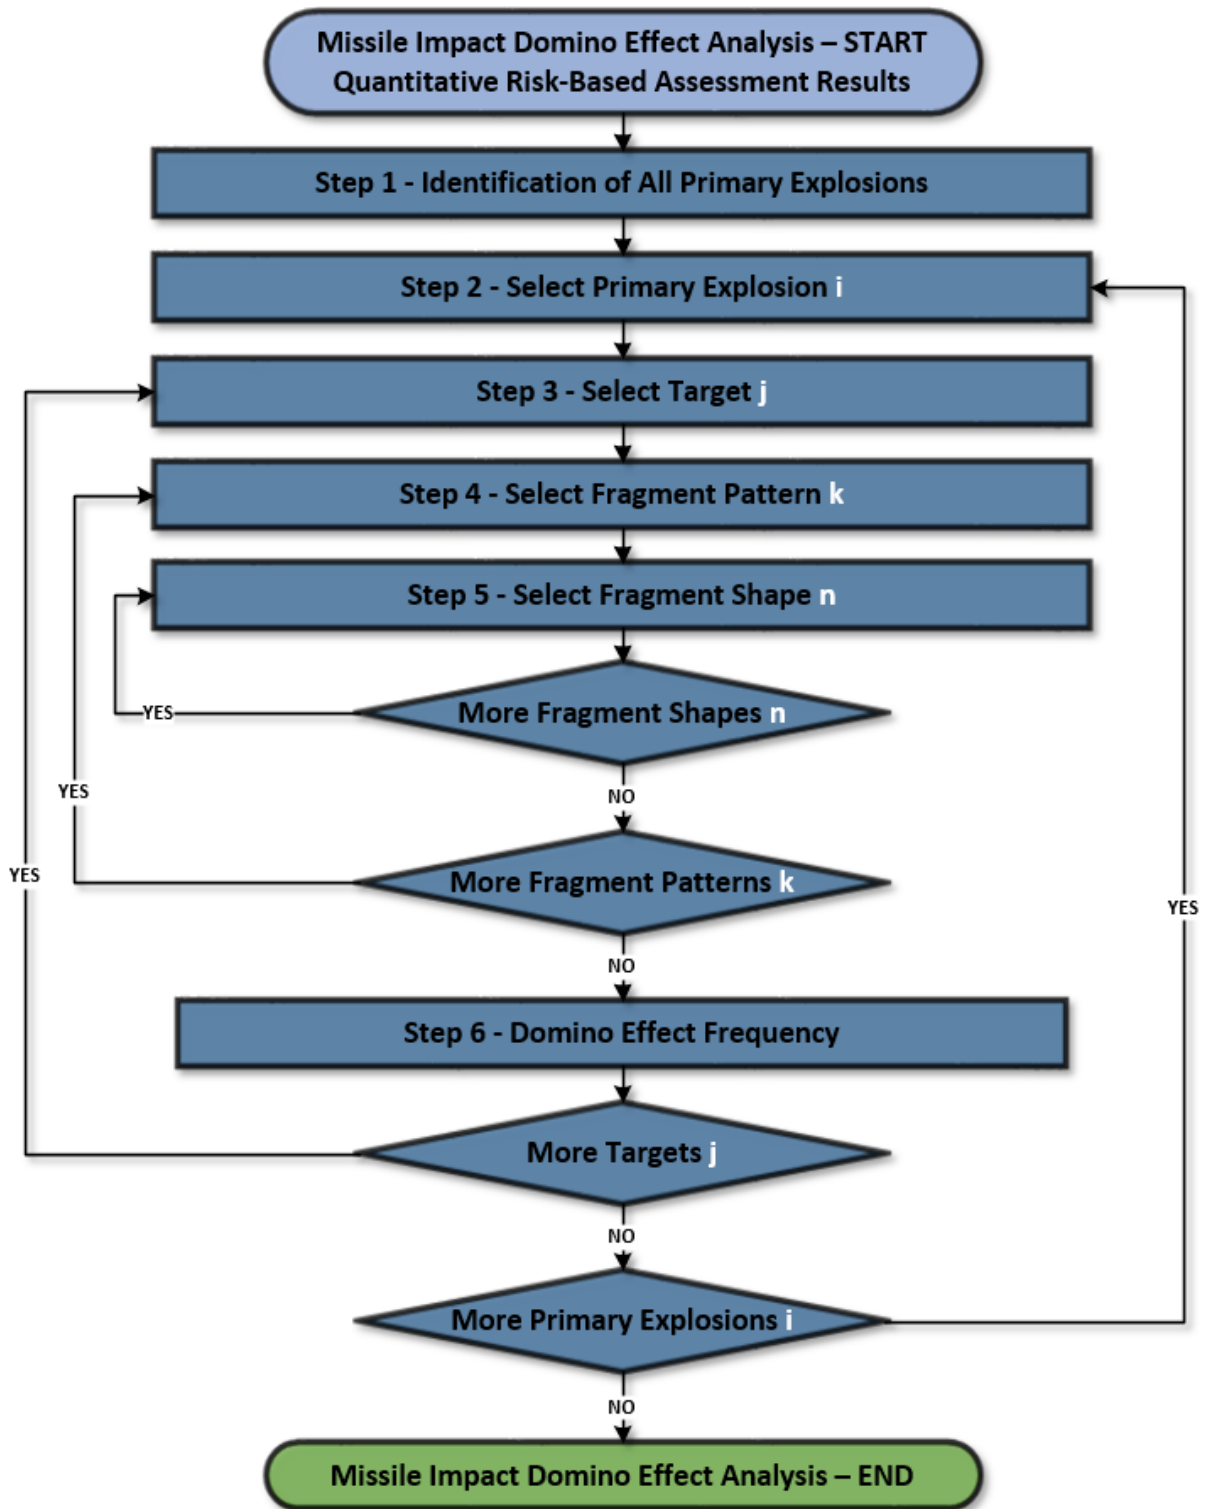 Missile Impact Domino Effect Analysis – START
Quantitative Risk-Based Assessment Results
Step 1 - Identification of All Primary Explosions
Step 2 - Select Primary Explosion i
Step 3 - Select Target j
Step 4 - Select Fragment Pattern k
Step 5 - Select Fragment Shape n
More Fragment Shapes n
YES
NO
YES
More Fragment Patterns k
YES
NO
YES
Step 6 - Domino Effect Frequency
More Targets j
NO
More Primary Explosions i
NO
Missile Impact Domino Effect Analysis – END